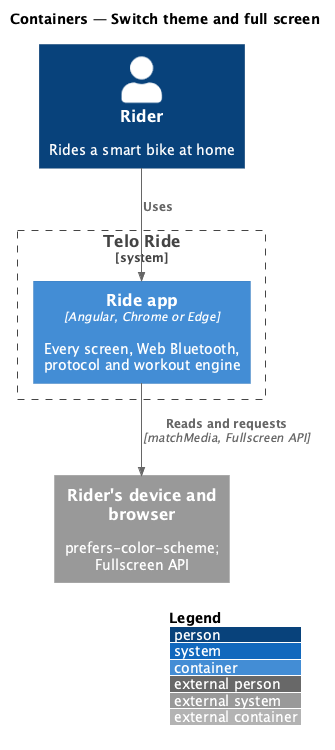 Containers — Switch theme and full screen
Rider
Rides a smart bike at home
Uses
Telo Ride
[system]
Ride app
[Angular, Chrome or Edge]
Every screen, Web Bluetooth,
protocol and workout engine
Reads and requests
[matchMedia, Fullscreen API]
Rider's device and
browser
prefers-color-scheme;
Fullscreen API
Legend
person
system
container
external person
external system
external container